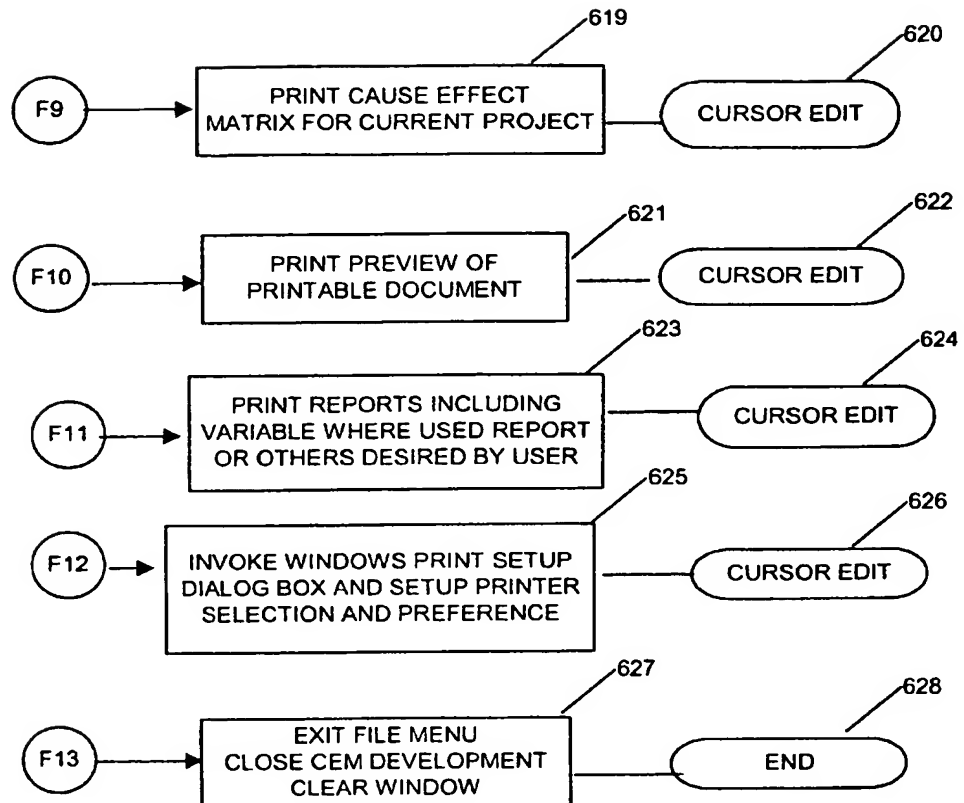 619
620
F9
PRINT CAUSE EFFECT
MATRIX FOR CURRENT PROJECT
CURSOR EDIT
621
622
F10
PRINT PREVIEW OF
PRINTABLE DOCUMENT
CURSOR EDIT
623
624
F11
PRINT REPORTS INCLUDING
VARIABLE WHERE USED REPORT
OR OTHERS DESIRED BY USER
CURSOR EDIT
625
626
F12
INVOKE WINDOWS PRINT SETUP
DIALOG BOX AND SETUP PRINTER
SELECTION AND PREFERENCE
CURSOR EDIT
627
628
F13
EXIT FILE MENU
CLOSE CEM DEVELOPMENT
CLEAR WINDOW
END